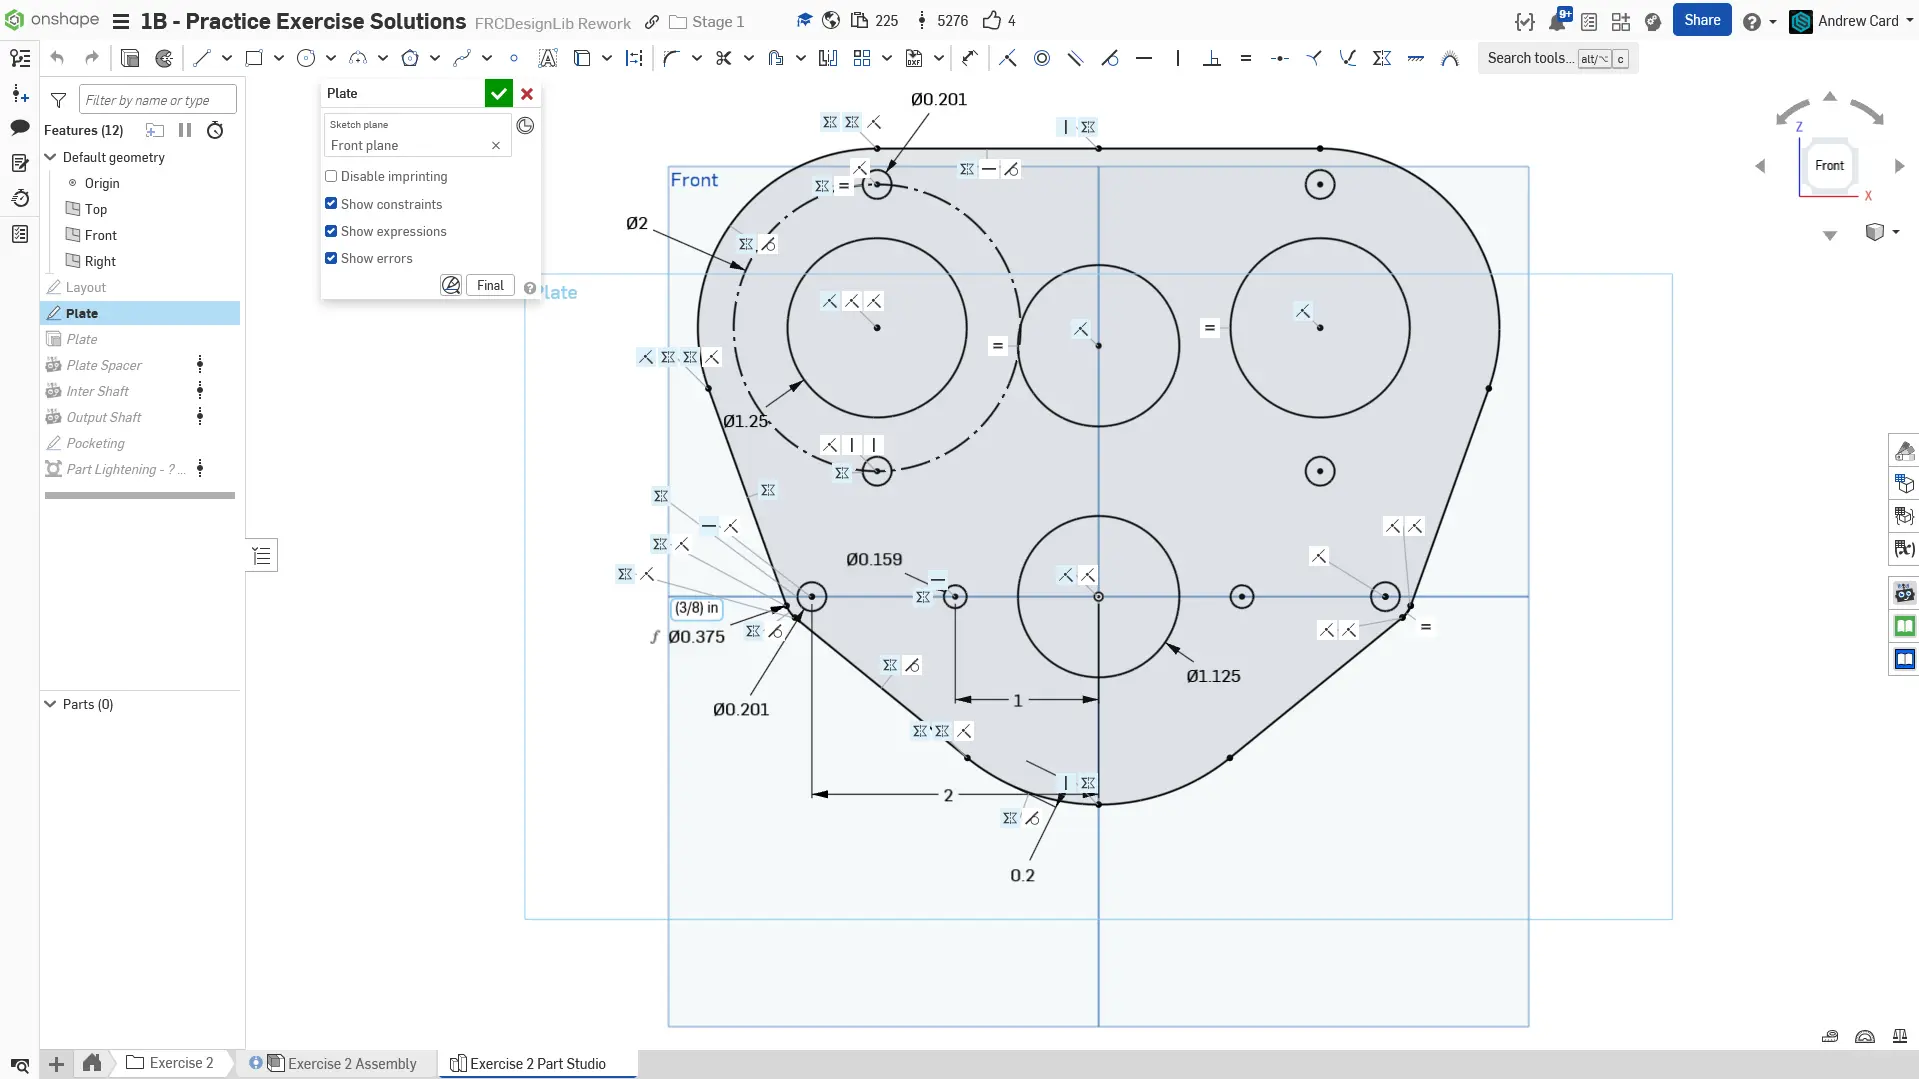 onshape
1B - Practice Exercise Solutions
FRCDesignLib Rework
Stage 1
225
5276
4
9+
Share
Andrew Card
Search tools... alt/⌥ c
Filter by name or type
Features (12)
Default geometry
Origin
Top
Front
Right
Layout
Plate
Plate
Plate Spacer
Inter Shaft
Output Shaft
Pocketing
Part Lightening - ? ...
Parts (0)
Plate
Sketch plane
Front plane
Disable imprinting
Show constraints
Show expressions
Show errors
Final
Front
Plate
Ø0.201
Ø2
Ø1.25
Ø0.159
(3/8) in
Ø0.375
Ø0.201
Ø1.125
1
2
0.2
Z
Front
X
Exercise 2
Exercise 2 Assembly
Exercise 2 Part Studio